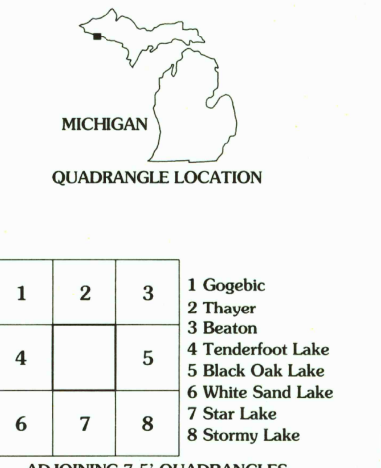 MICHIGAN
QUADRANGLE LOCATION
1 2 3
4 5
6 7 8
1 Gogebic
2 Thayer
3 Beaton
4 Tenderfoot Lake
5 Black Oak Lake
6 White Sand Lake
7 Star Lake
8 Stormy Lake
ADJOINING 7.5' QUADRANGLES